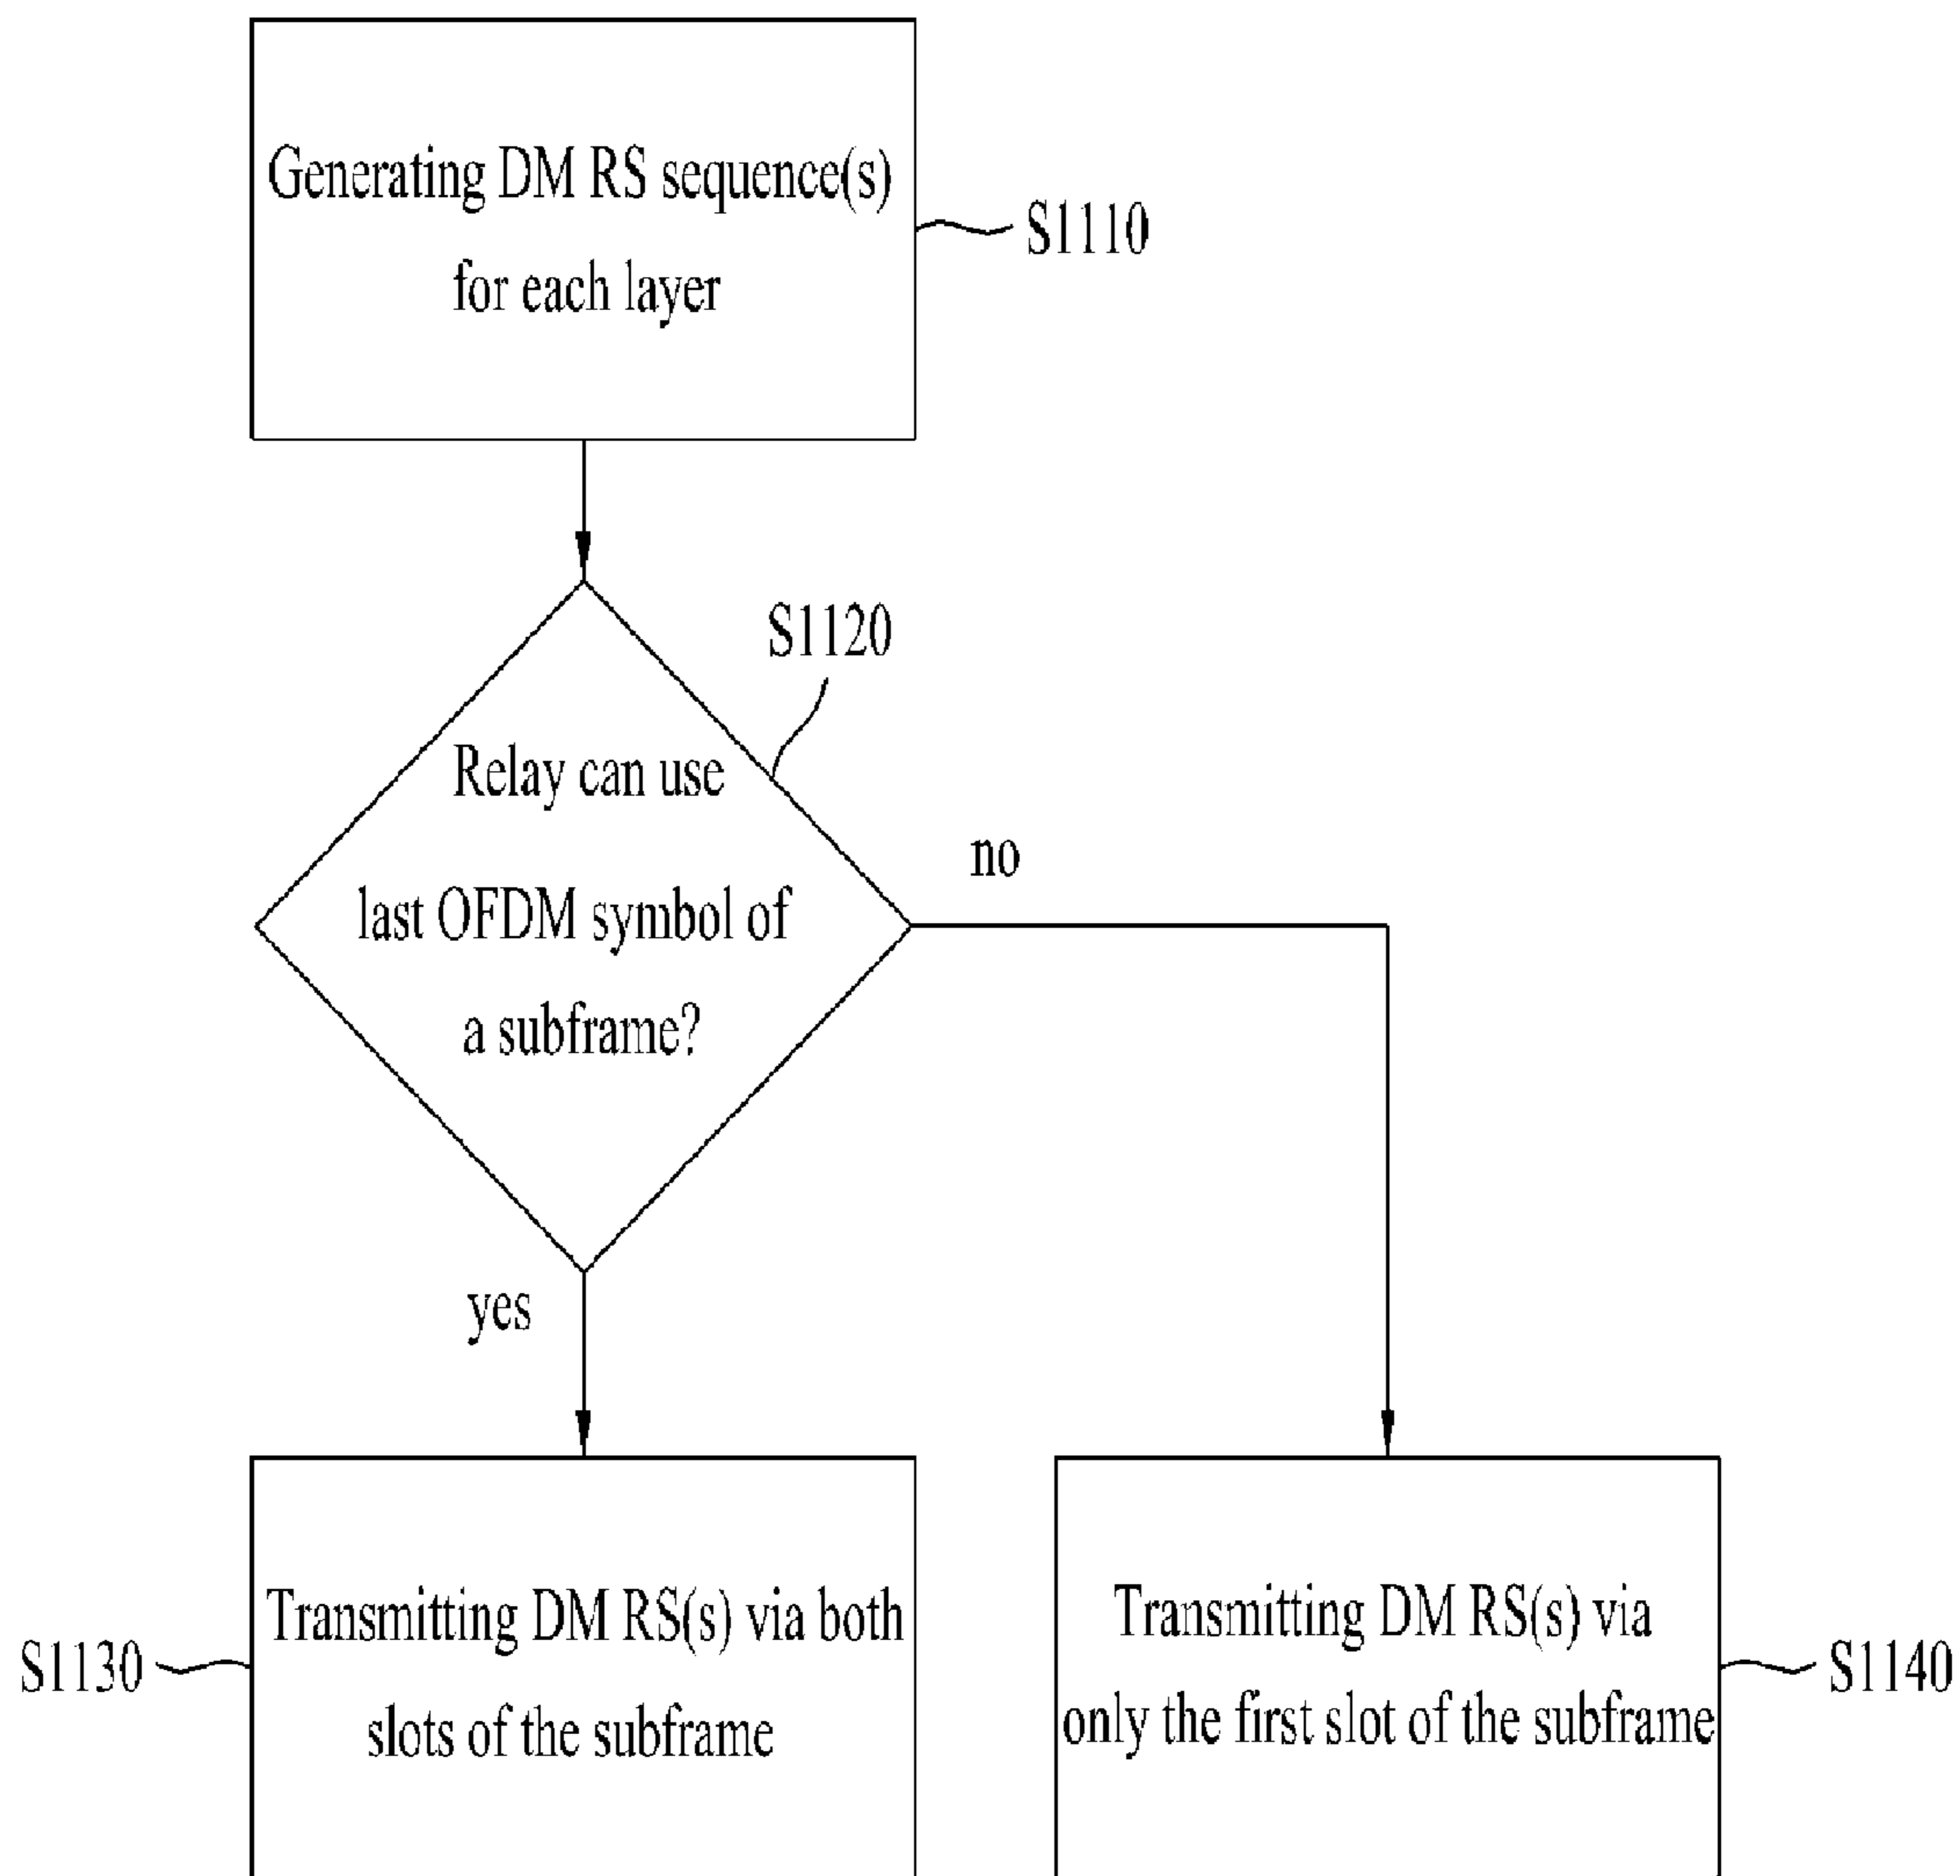 Generating DM RS sequence(s)
for each layer
S1110
S1120
Relay can use
last OFDM symbol of
a subframe?
no
yes
Transmitting DM RS(s) via both
slots of the subframe
S1130
Transmitting DM RS(s) via
only the first slot of the subframe
S1140